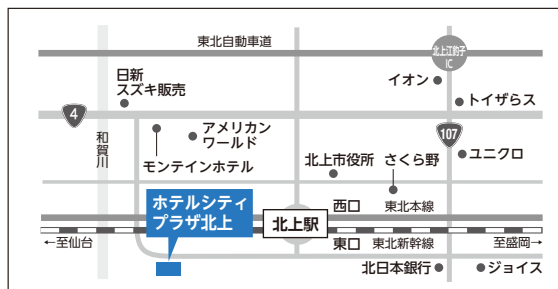 東北自動車道
北上江釣子
IC
日新
スズキ販売
イオン
トイザらス
4
和賀川
アメリカン
ワールド
モンテインホテル
107
ユニクロ
北上市役所
さくら野
ホテルシティ
プラザ北上
北上駅
西口
東北本線
←至仙台
東口
東北新幹線
至盛岡→
北日本銀行
ジョイス